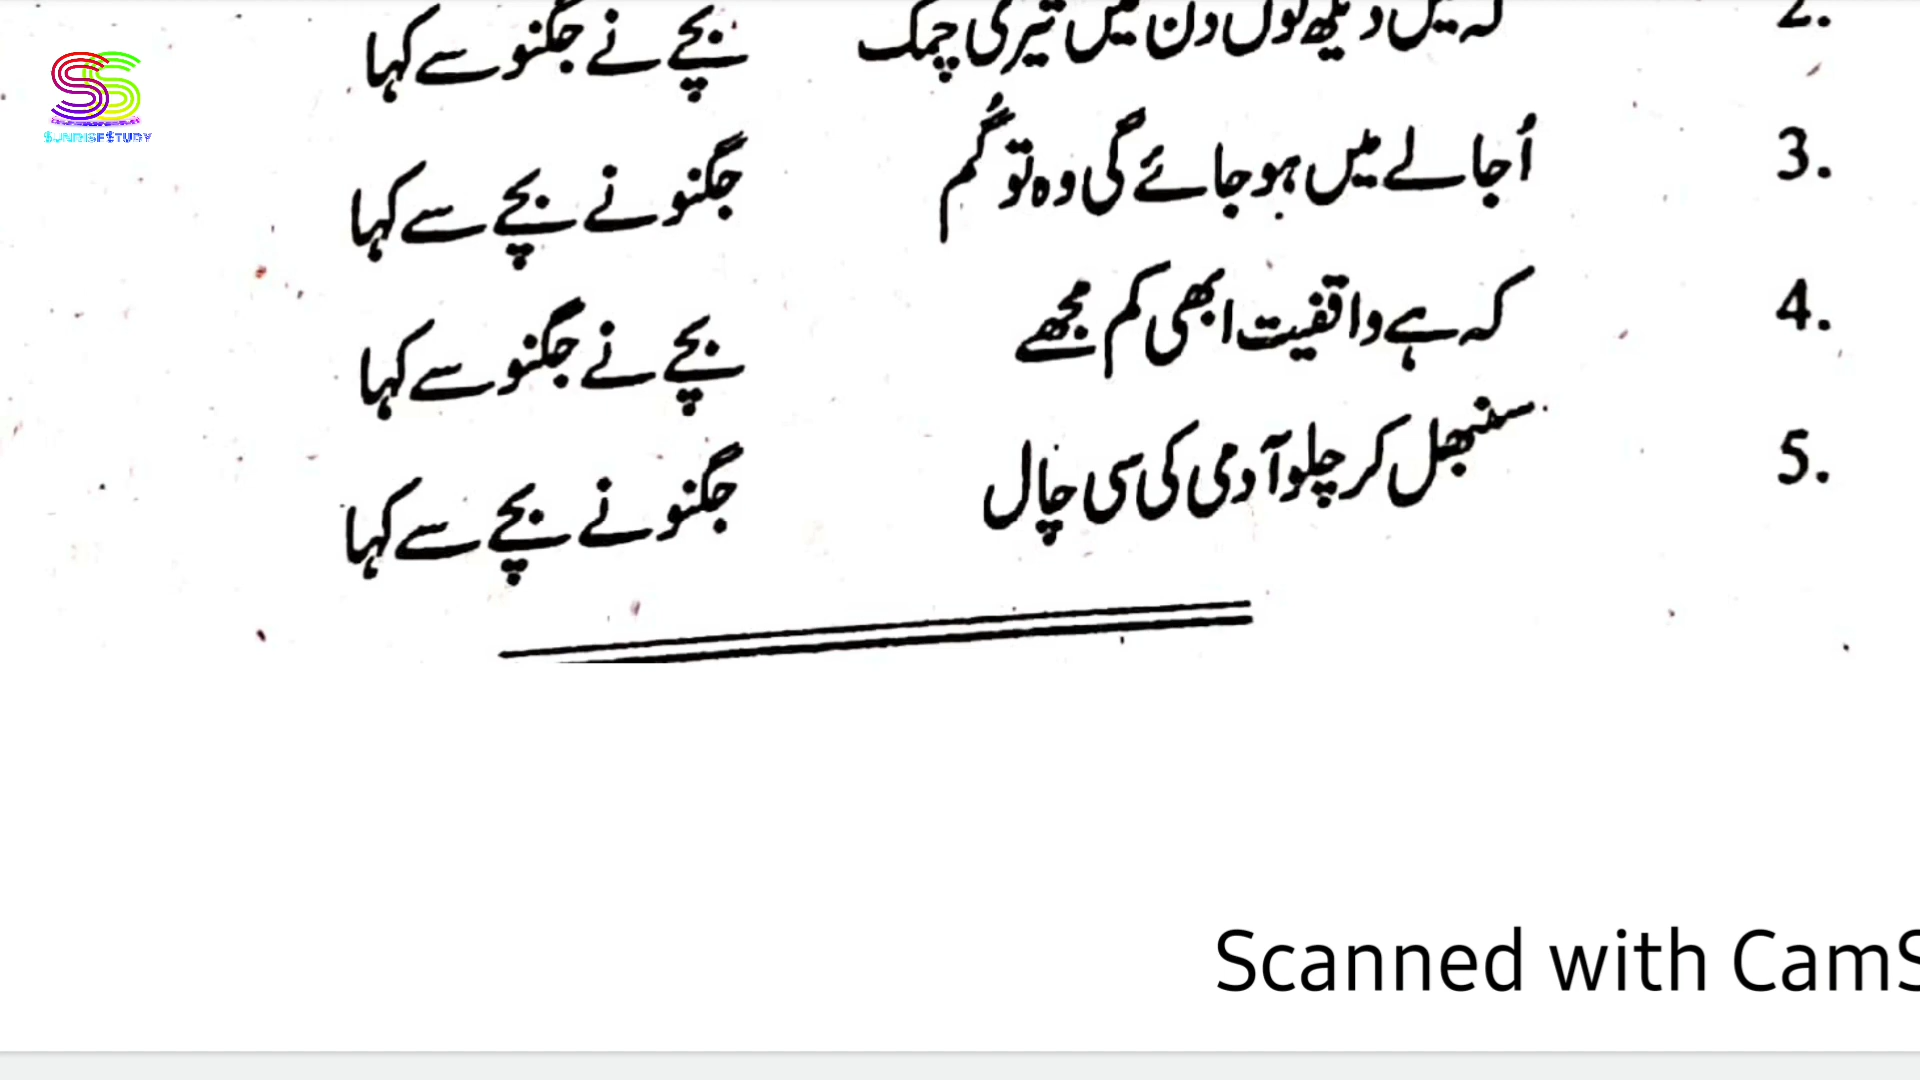 SUNRISESTUDY
2. کہ میں دیکھ لوں دن میں تیری چمک بچے نے جگنو سے کہا
3. اُجالے میں ہو جائے گی وہ تو گُم جگنو نے بچے سے کہا
4. کہ ہے واقفیت ابھی کم مجھے بچے نے جگنو سے کہا
5. سنبھل کر چلو آدمی کی سی چال جگنو نے بچے سے کہا
Scanned with CamS